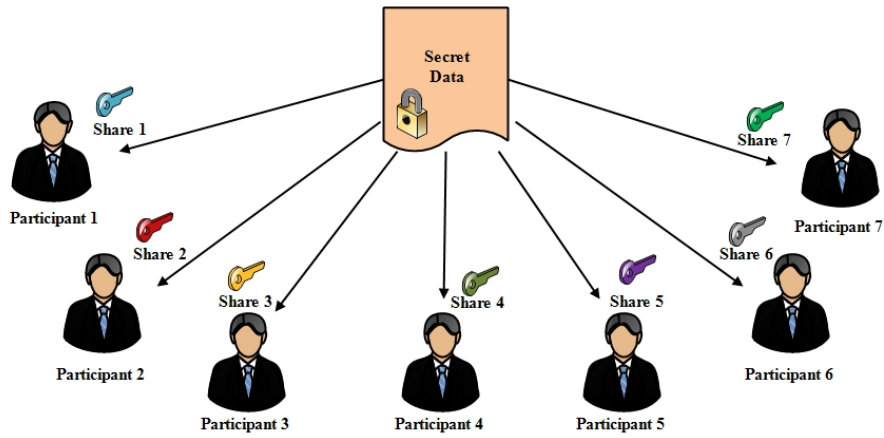 Secret
Data
Share 1
Participant 1
Share 2
Participant 2
Share 3
Participant 3
Share 4
Participant 4
Share 5
Participant 5
Share 6
Participant 6
Share 7
Participant 7